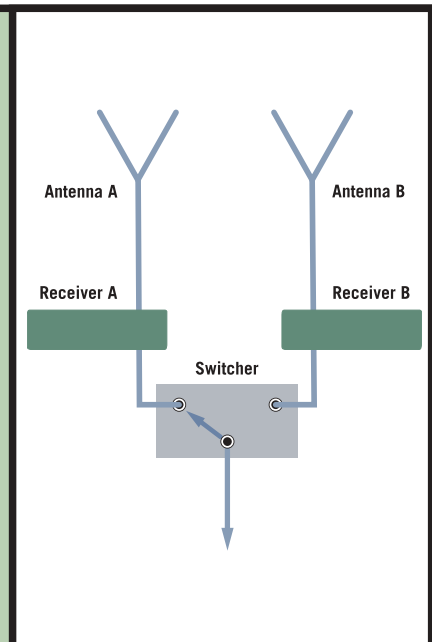 Antenna A
Antenna B
Receiver A
Receiver B
Switcher